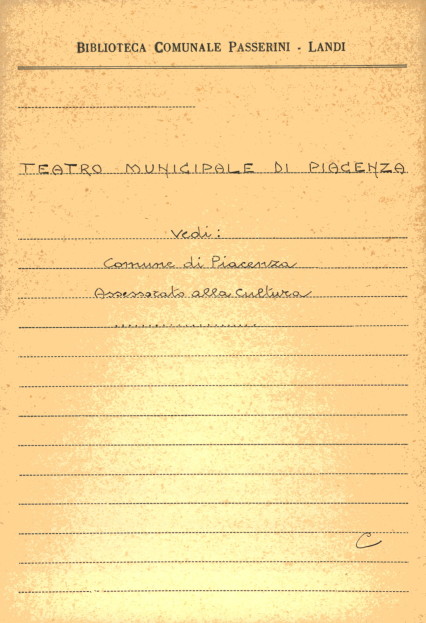 BIBLIOTECA COMUNALE PASSERINI - LANDI
TEATRO MUNICIPALE DI PIACENZA
Vedi:
Comune di Piacenza
Assessorato alla Cultura
....................
C